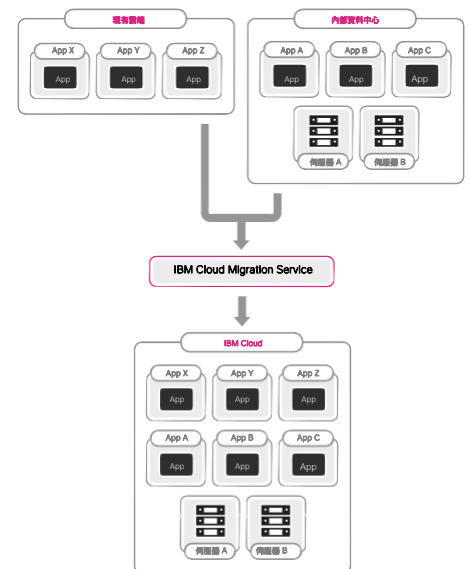 現有雲端
App X App Y App Z
App App App
內部資料中心
App A App B App C
App App App
伺服器 A 伺服器 B
IBM Cloud Migration Service
IBM Cloud
App X App Y App Z
App App App
App A App B App C
App App App
伺服器 A 伺服器 B